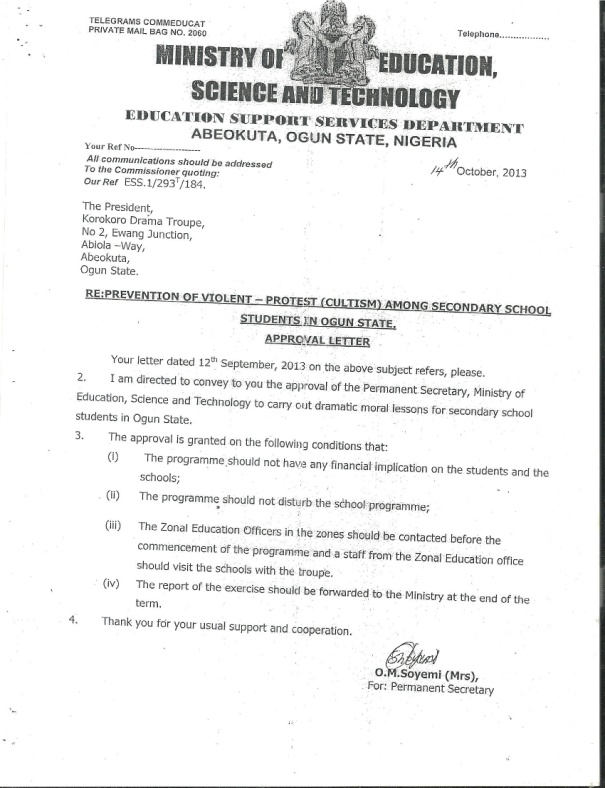 TELEGRAMS COMMEDUCAT
PRIVATE MAIL BAG NO. 2060
Telephone..................
MINISTRY OF EDUCATION,
SCIENCE AND TECHNOLOGY
EDUCATION SUPPORT SERVICES DEPARTMENT
ABEOKUTA, OGUN STATE, NIGERIA
Your Ref No--------------------
All communications should be addressed
To the Commissioner quoting:
Our Ref ESS.1/293T/184.
14th October, 2013
The President,
Korokoro Drama Troupe,
No 2, Ewang Junction,
Abiola –Way,
Abeokuta,
Ogun State.
RE:PREVENTION OF VIOLENT – PROTEST (CULTISM) AMONG SECONDARY SCHOOL
STUDENTS IN OGUN STATE.
APPROVAL LETTER
Your letter dated 12th September, 2013 on the above subject refers, please.
2. I am directed to convey to you the approval of the Permanent Secretary, Ministry of
Education, Science and Technology to carry out dramatic moral lessons for secondary school
students in Ogun State.
3. The approval is granted on the following conditions that:
(i) The programme should not have any financial implication on the students and the
schools;
(ii) The programme should not disturb the school programme;
(iii) The Zonal Education Officers in the zones should be contacted before the
commencement of the programme and a staff from the Zonal Education office
should visit the schools with the troupe.
(iv) The report of the exercise should be forwarded to the Ministry at the end of the
term.
4. Thank you for your usual support and cooperation.
O.M.Soyemi (Mrs),
For: Permanent Secretary